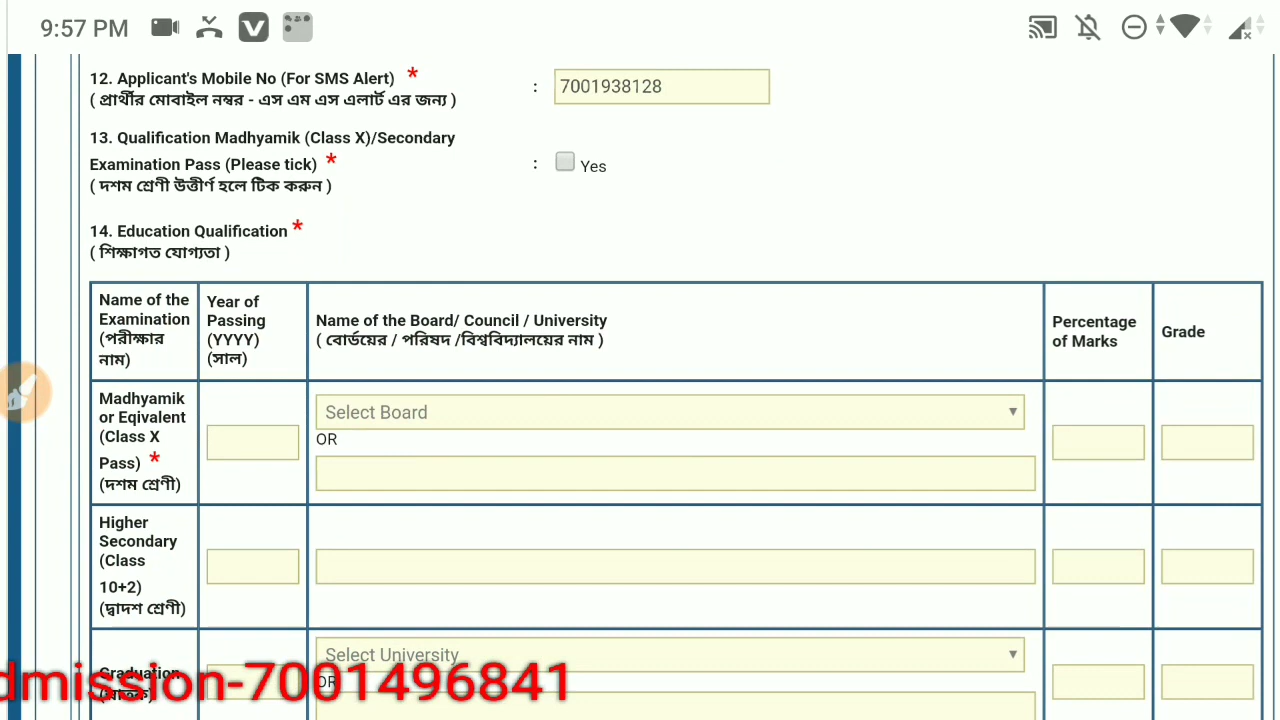 9:57 PM
12. Applicant's Mobile No (For SMS Alert) * : 7001938128
( প্রার্থীর মোবাইল নম্বর - এস এম এস এলার্ট এর জন্য )
13. Qualification Madhyamik (Class X)/Secondary
Examination Pass (Please tick) * : Yes
( দশম শ্রেণী উত্তীর্ণ হলে টিক করুন )
14. Education Qualification *
( শিক্ষাগত যোগ্যতা )
Name of the
Examination
(পরীক্ষার
নাম)
Year of
Passing
(YYYY)
(সাল)
Name of the Board/ Council / University
( বোর্ডয়ের / পরিষদ /বিশ্ববিদ্যালয়ের নাম )
Percentage
of Marks
Grade
Madhyamik
or Eqivalent
(Class X
Pass) *
(দশম শ্রেণী)
Select Board
OR
Higher
Secondary
(Class
10+2)
(দ্বাদশ শ্রেণী)
Graduation
Select University
OR
dmission-7001496841